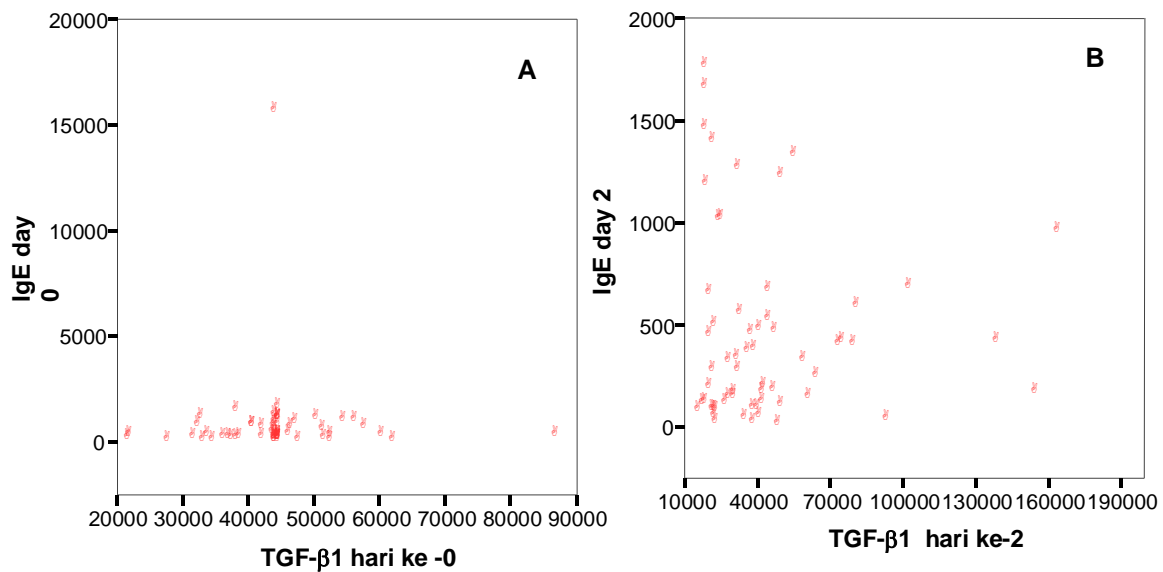 A
20000
15000
10000
5000
0
IgE day
0
20000 30000 40000 50000 60000 70000 80000 90000
TGF-β1 hari ke -0
B
2000
1500
1000
500
0
IgE day 2
10000 40000 70000 100000 130000 160000 190000
TGF-β1 hari ke-2